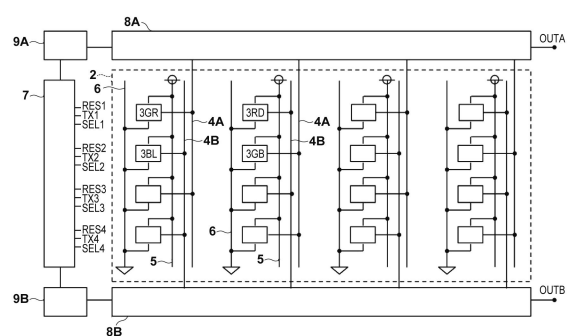 8A
OUTA
9A
2
6
7
4A
4A
3GR
3RD
RES1
TX1
SEL1
4B
4B
3BL
3GB
RES2
TX2
SEL2
RES3
TX3
SEL3
6
RES4
TX4
SEL4
5
5
OUTB
9B
8B